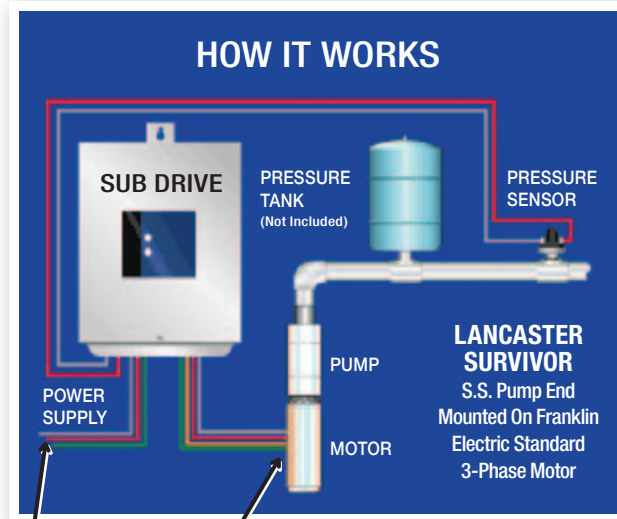 HOW IT WORKS
SUB DRIVE
PRESSURE
TANK
(Not Included)
PRESSURE
SENSOR
PUMP
LANCASTER
SURVIVOR
S.S. Pump End
Mounted On Franklin
Electric Standard
3-Phase Motor
POWER
SUPPLY
MOTOR